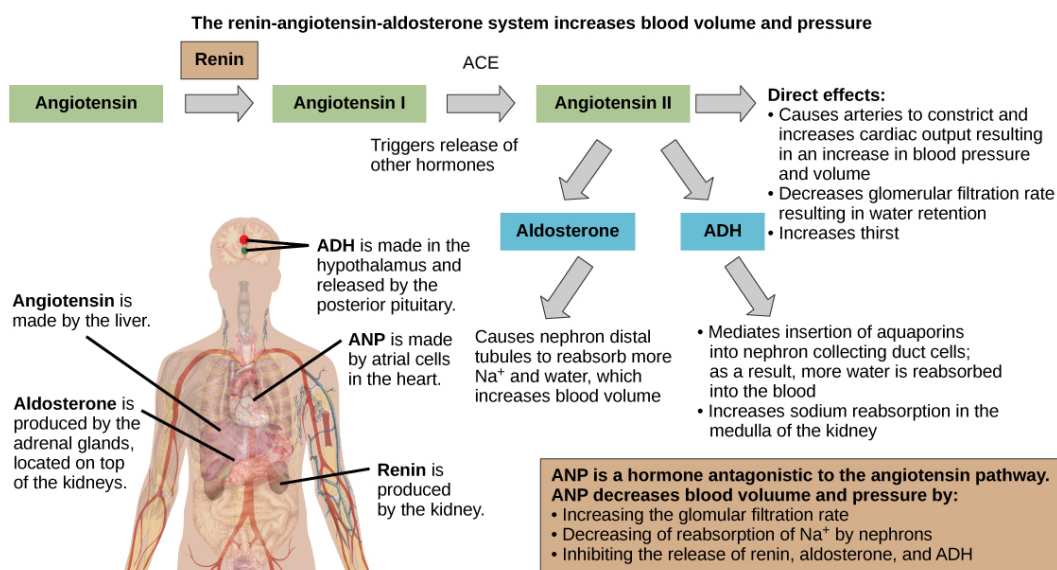 The renin-angiotensin-aldosterone system increases blood volume and pressure
Renin
ACE
Angiotensin
Angiotensin I
Angiotensin II
Triggers release of
other hormones
Direct effects:
• Causes arteries to constrict and
increases cardiac output resulting
in an increase in blood pressure
and volume
• Decreases glomerular filtration rate
resulting in water retention
• Increases thirst
Aldosterone
ADH
ADH is made in the
hypothalamus and
released by the
posterior pituitary.
Angiotensin is
made by the liver.
ANP is made
by atrial cells
in the heart.
Aldosterone is
produced by the
adrenal glands,
located on top
of the kidneys.
Renin is
produced
by the kidney.
Causes nephron distal
tubules to reabsorb more
Na⁺ and water, which
increases blood volume
• Mediates insertion of aquaporins
into nephron collecting duct cells;
as a result, more water is reabsorbed
into the blood
• Increases sodium reabsorption in the
medulla of the kidney
ANP is a hormone antagonistic to the angiotensin pathway.
ANP decreases blood voluume and pressure by:
• Increasing the glomular filtration rate
• Decreasing of reabsorption of Na⁺ by nephrons
• Inhibiting the release of renin, aldosterone, and ADH